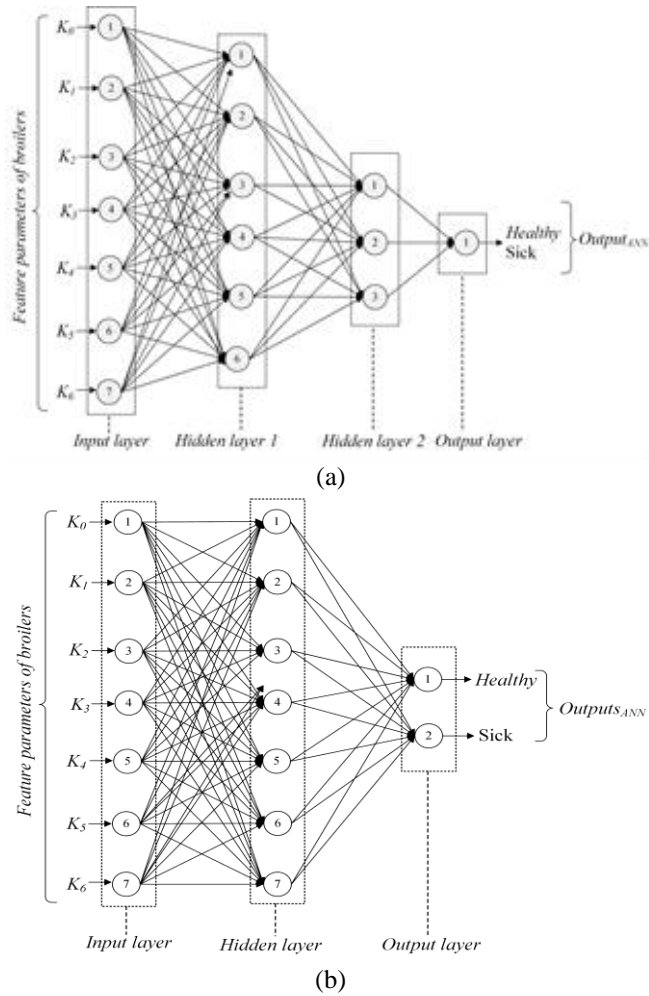 Feature parameters of broilers
K0
K1
K2
K3
K4
K5
K6
1
2
3
4
5
6
7
1
2
3
4
5
6
1
2
3
1
Healthy
Sick
OutputANN
Input layer
Hidden layer 1
Hidden layer 2
Output layer
(a)
Feature parameters of broilers
K0
K1
K2
K3
K4
K5
K6
1
2
3
4
5
6
7
1
2
3
4
5
6
7
1
2
Healthy
Sick
OutputsANN
Input layer
Hidden layer
Output layer
(b)